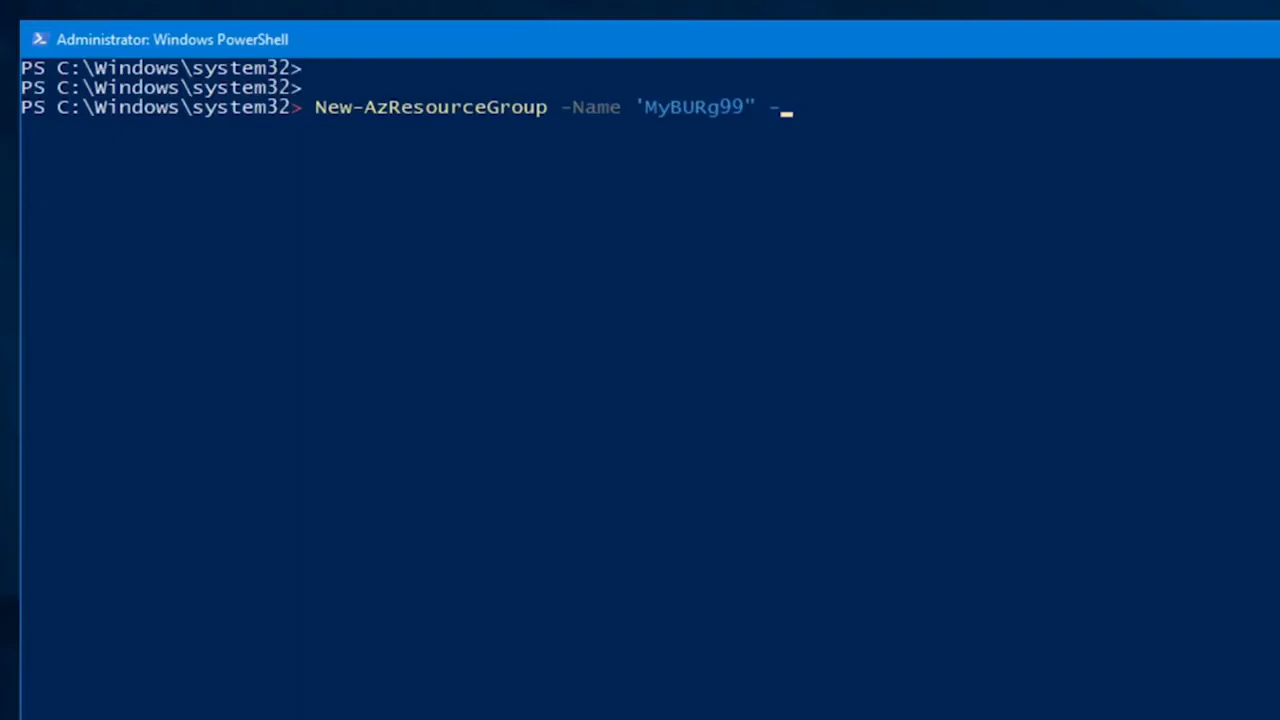 Administrator: Windows PowerShell
PS C:\Windows\system32>
PS C:\Windows\system32>
PS C:\Windows\system32> New-AzResourceGroup -Name 'MyBURg99" -